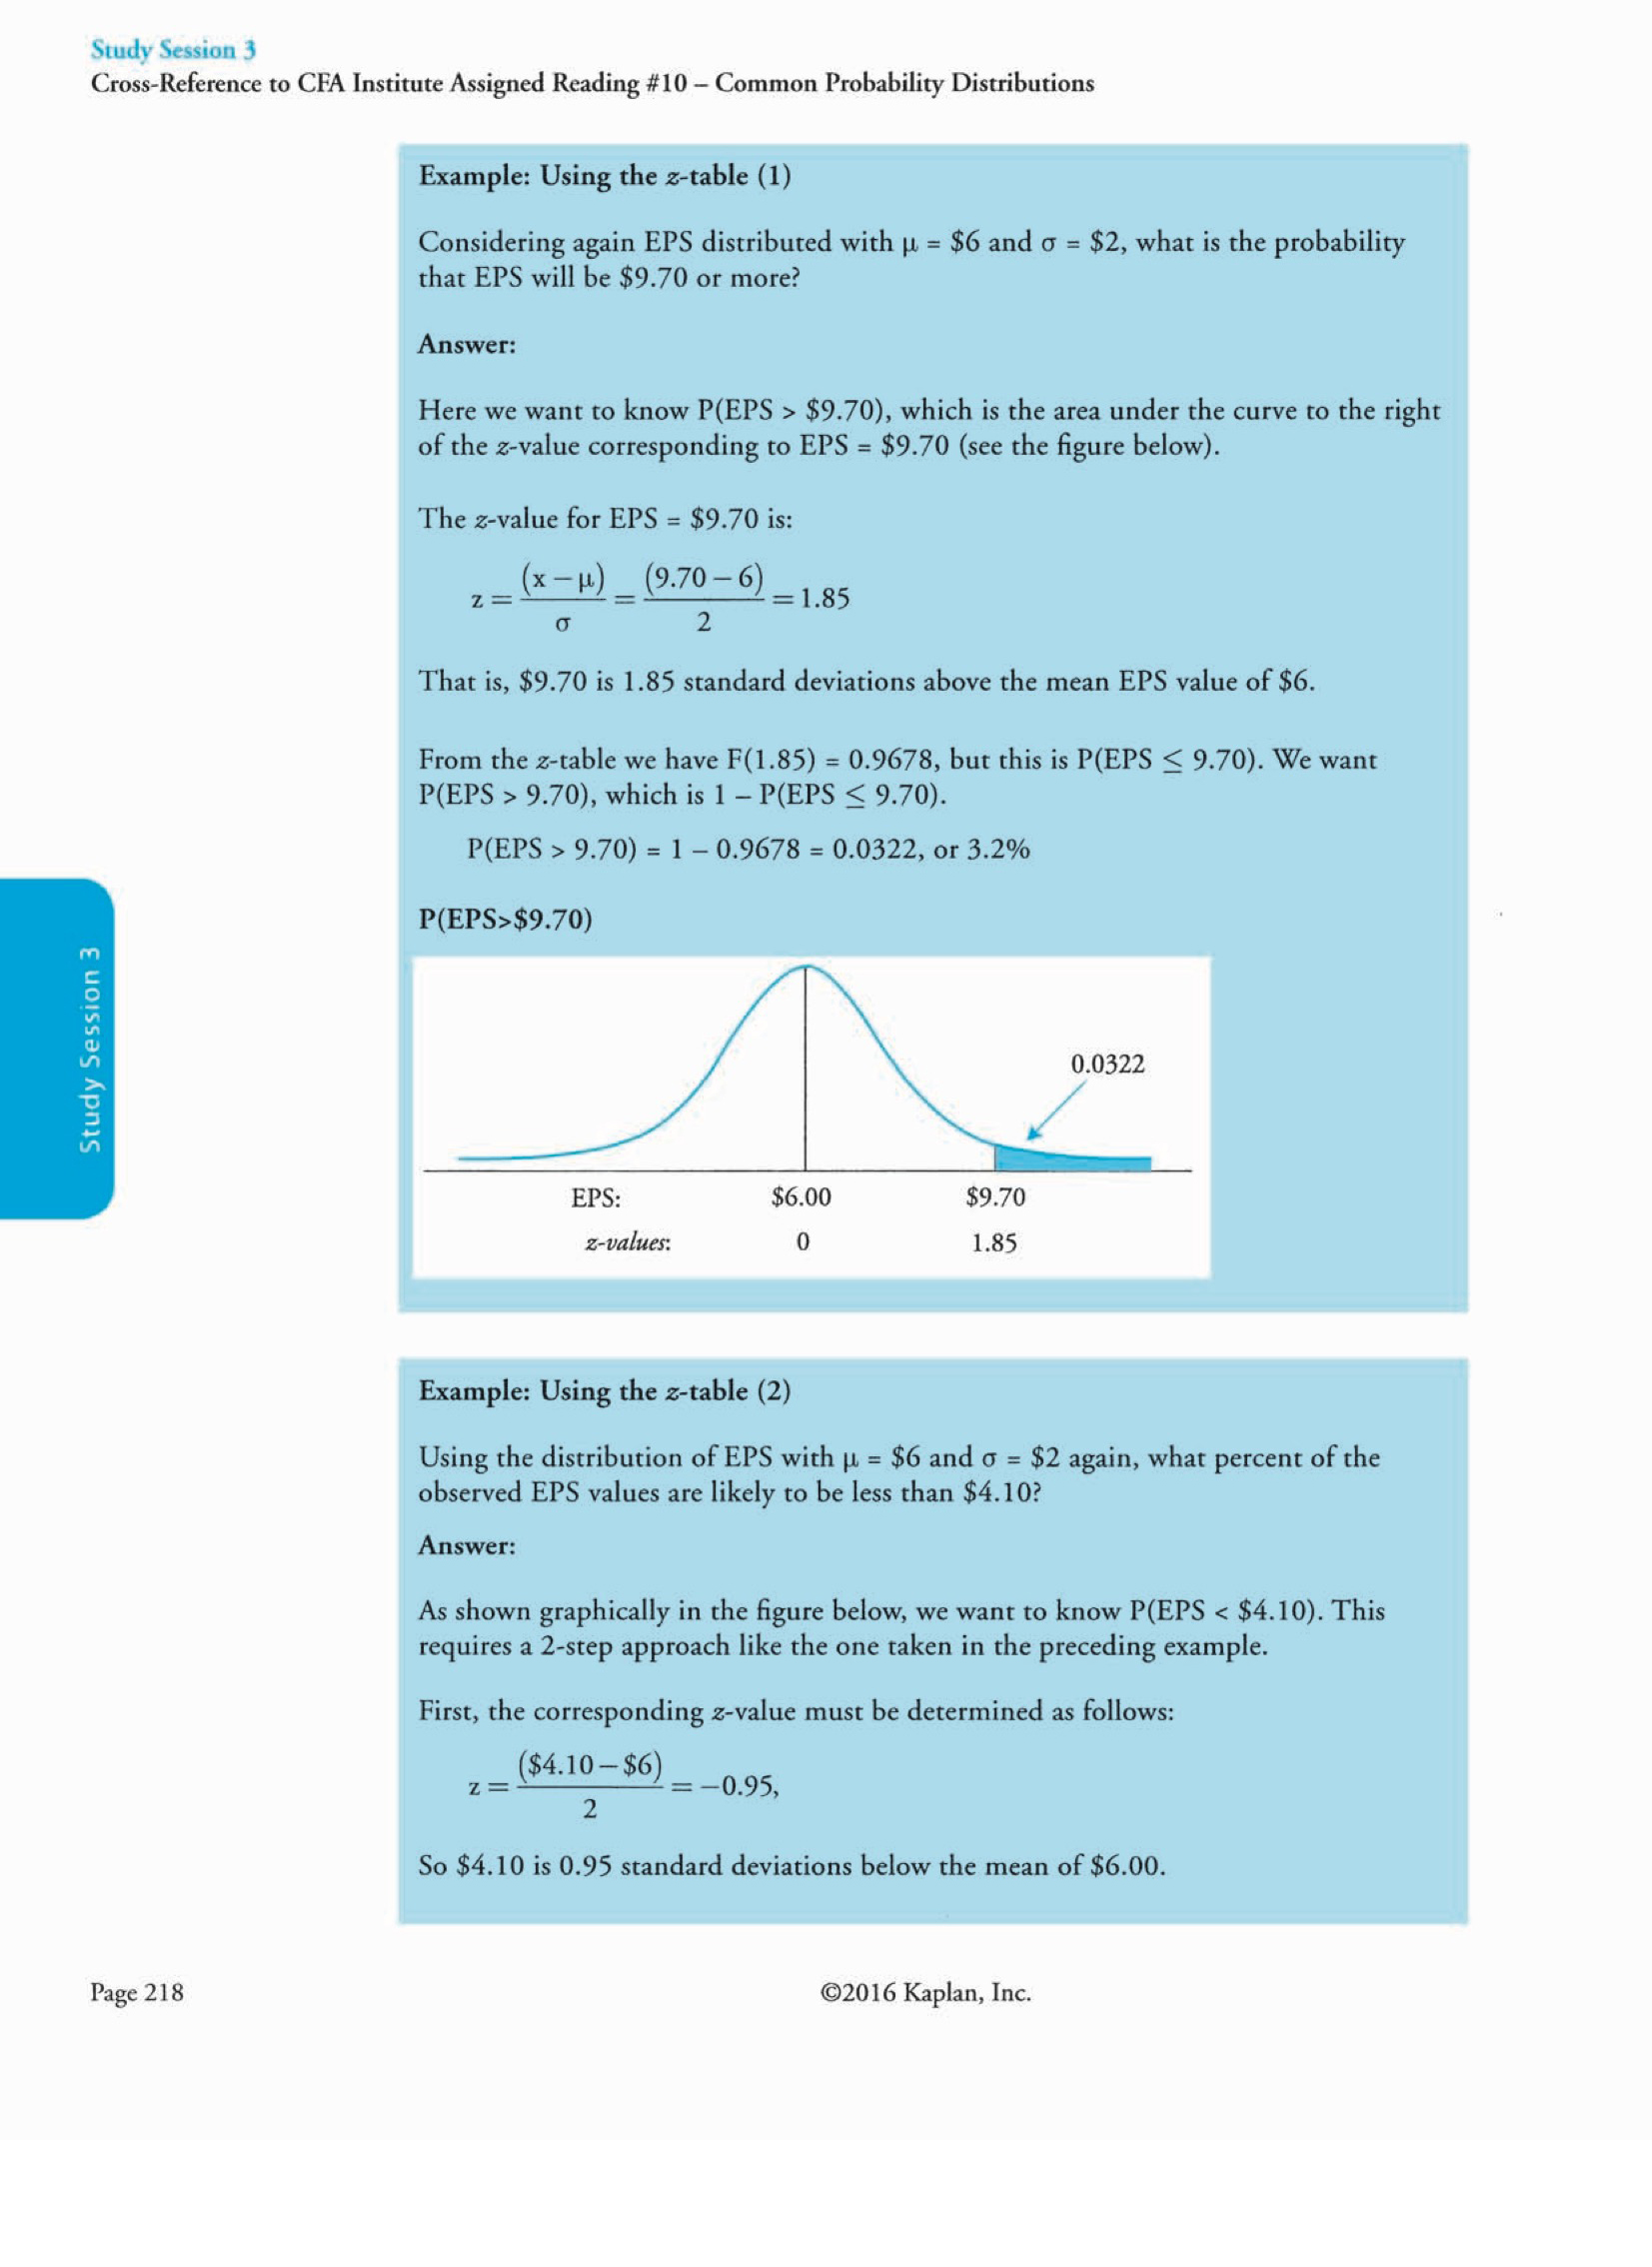 Study Session 3
Cross-Reference to CFA Institute Assigned Reading #10 – Common Probability Distributions
Example: Using the z-table (1)
Considering again EPS distributed with μ = $6 and σ = $2, what is the probability
that EPS will be $9.70 or more?
Answer:
Here we want to know P(EPS > $9.70), which is the area under the curve to the right
of the z-value corresponding to EPS = $9.70 (see the figure below).
The z-value for EPS = $9.70 is:
z = (x – μ) / σ = (9.70 – 6) / 2 = 1.85
That is, $9.70 is 1.85 standard deviations above the mean EPS value of $6.
From the z-table we have F(1.85) = 0.9678, but this is P(EPS ≤ 9.70). We want
P(EPS > 9.70), which is 1 – P(EPS ≤ 9.70).
P(EPS > 9.70) = 1 – 0.9678 = 0.0322, or 3.2%
P(EPS>$9.70)
0.0322
EPS: $6.00 $9.70
z-values: 0 1.85
Study Session 3
Example: Using the z-table (2)
Using the distribution of EPS with μ = $6 and σ = $2 again, what percent of the
observed EPS values are likely to be less than $4.10?
Answer:
As shown graphically in the figure below, we want to know P(EPS < $4.10). This
requires a 2-step approach like the one taken in the preceding example.
First, the corresponding z-value must be determined as follows:
z = ($4.10 – $6) / 2 = –0.95,
So $4.10 is 0.95 standard deviations below the mean of $6.00.
Page 218 ©2016 Kaplan, Inc.